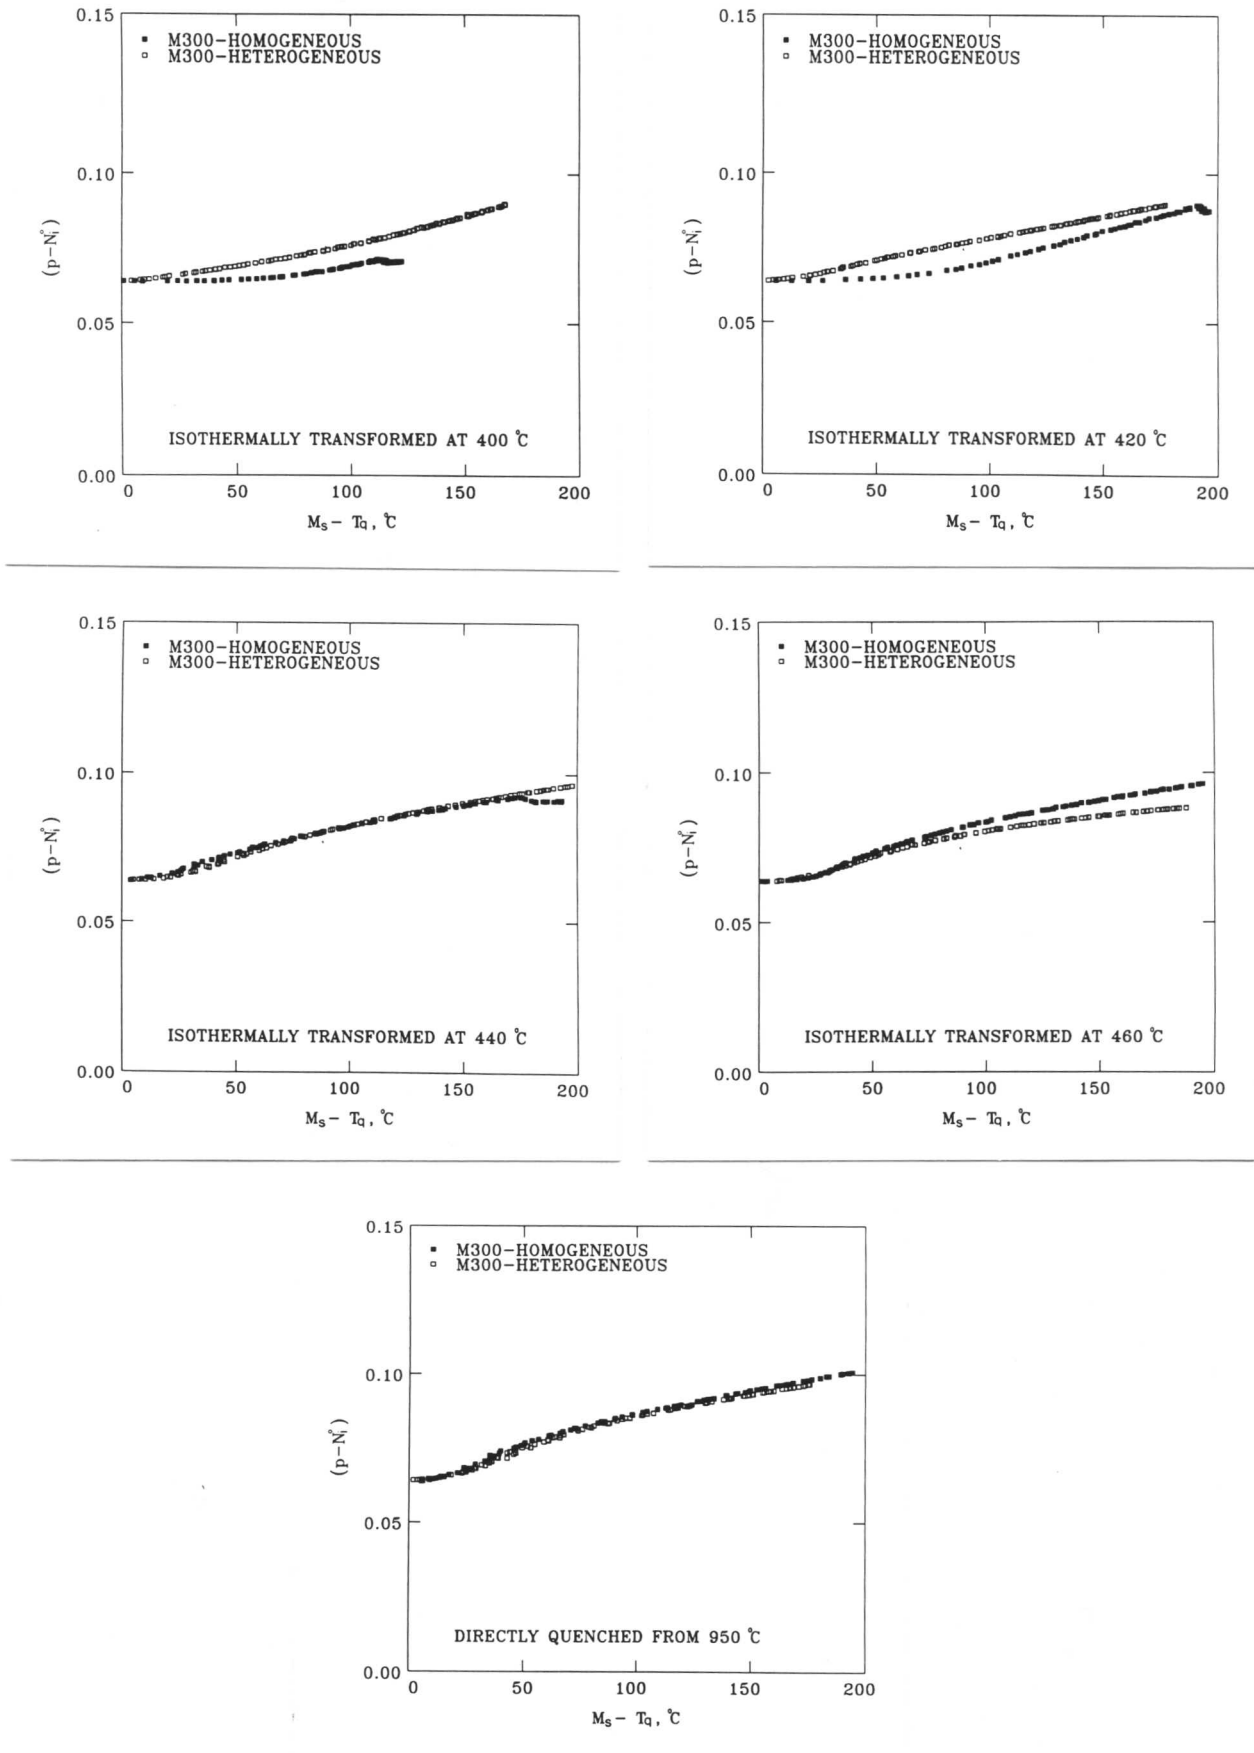 0.15
■ M300-HOMOGENEOUS
□ M300-HETEROGENEOUS
0.10
(p-Nᵢ°)
0.05
ISOTHERMALLY TRANSFORMED AT 400 °C
0.00
0 50 100 150 200
Mₛ - Tq, °C
0.15
■ M300-HOMOGENEOUS
□ M300-HETEROGENEOUS
0.10
(p-Nᵢ°)
0.05
ISOTHERMALLY TRANSFORMED AT 420 °C
0.00
0 50 100 150 200
Mₛ - Tq, °C
0.15
■ M300-HOMOGENEOUS
□ M300-HETEROGENEOUS
0.10
(p-Nᵢ°)
0.05
ISOTHERMALLY TRANSFORMED AT 440 °C
0.00
0 50 100 150 200
Mₛ - Tq, °C
0.15
■ M300-HOMOGENEOUS
□ M300-HETEROGENEOUS
0.10
(p-Nᵢ°)
0.05
ISOTHERMALLY TRANSFORMED AT 460 °C
0.00
0 50 100 150 200
Mₛ - Tq, °C
0.15
■ M300-HOMOGENEOUS
□ M300-HETEROGENEOUS
0.10
(p-Nᵢ°)
0.05
DIRECTLY QUENCHED FROM 950 °C
0.00
0 50 100 150 200
Mₛ - Tq, °C